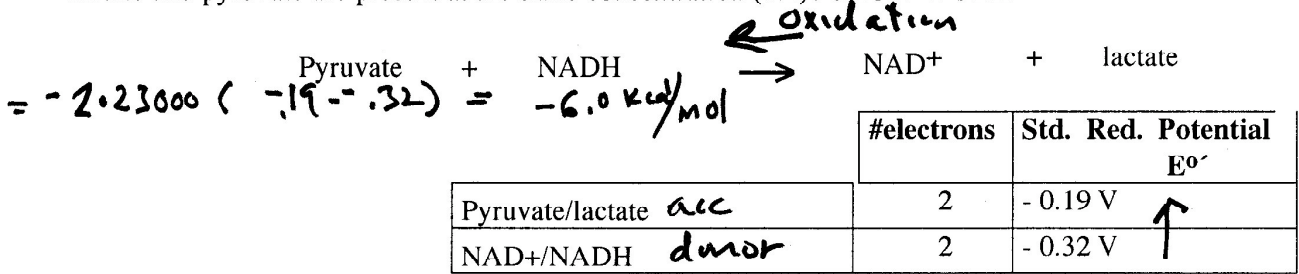 oxidation
Pyruvate + NADH → NAD+ + lactate
= -2.23000 ( -.19 - -.32) = -6.0 kcal/mol
#electrons Std. Red. Potential
E°´
Pyruvate/lactate acc 2 - 0.19 V
NAD+/NADH donor 2 - 0.32 V